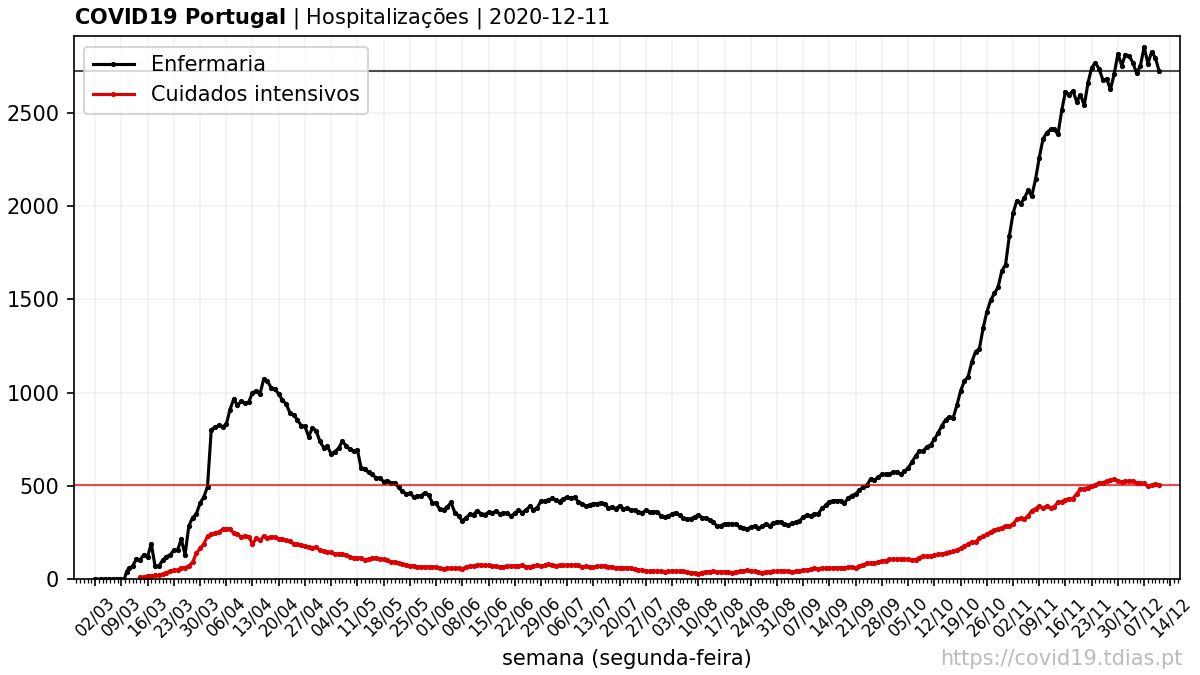 COVID19 Portugal | Hospitalizações | 2020-12-11
Enfermaria
Cuidados intensivos
2500
2000
1500
1000
500
0
02/03 09/03 16/03 23/03 30/03 06/04 13/04 20/04 27/04 04/05 11/05 18/05 25/05 01/06 08/06 15/06 22/06 29/06 06/07 13/07 20/07 27/07 03/08 10/08 17/08 24/08 31/08 07/09 14/09 21/09 28/09 05/10 12/10 19/10 26/10 02/11 09/11 16/11 23/11 30/11 07/12 14/12
semana (segunda-feira)
https://covid19.tdias.pt